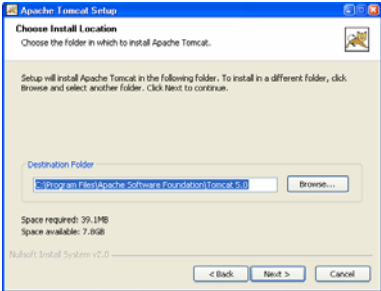 Apache Tomcat Setup
Choose Install Location
Choose the folder in which to install Apache Tomcat.
Setup will install Apache Tomcat in the following folder. To install in a different folder, click
Browse and select another folder. Click Next to continue.
Destination Folder
C:\Program Files\Apache Software Foundation\Tomcat 5.0
Browse...
Space required: 39.1MB
Space available: 7.8GB
Nullsoft Install System v2.0
< Back
Next >
Cancel